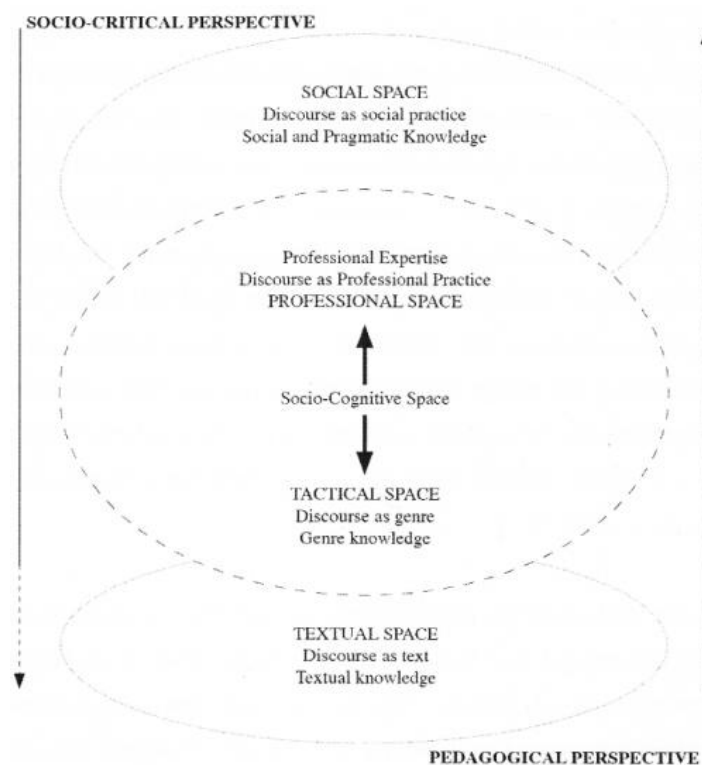 SOCIO-CRITICAL PERSPECTIVE
SOCIAL SPACE
Discourse as social practice
Social and Pragmatic Knowledge
Professional Expertise
Discourse as Professional Practice
PROFESSIONAL SPACE
Socio-Cognitive Space
TACTICAL SPACE
Discourse as genre
Genre knowledge
TEXTUAL SPACE
Discourse as text
Textual knowledge
PEDAGOGICAL PERSPECTIVE